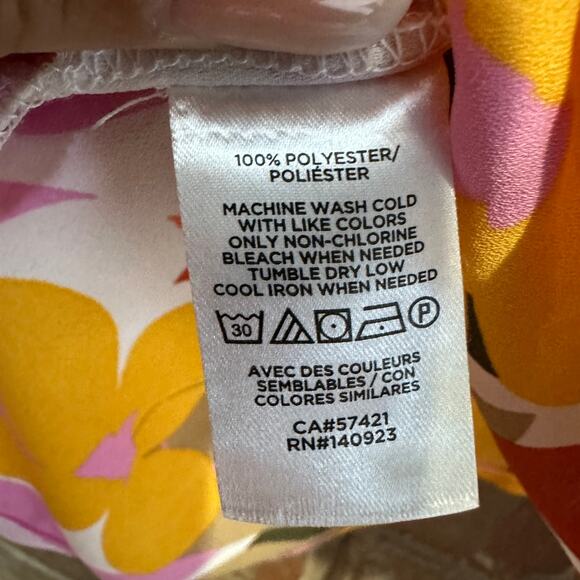 100% POLYESTER/
POLIÉSTER
MACHINE WASH COLD
WITH LIKE COLORS
ONLY NON-CHLORINE
BLEACH WHEN NEEDED
TUMBLE DRY LOW
COOL IRON WHEN NEEDED
30 P
AVEC DES COULEURS
SEMBLABLES / CON
COLORES SIMILARES
CA#57421
RN#140923